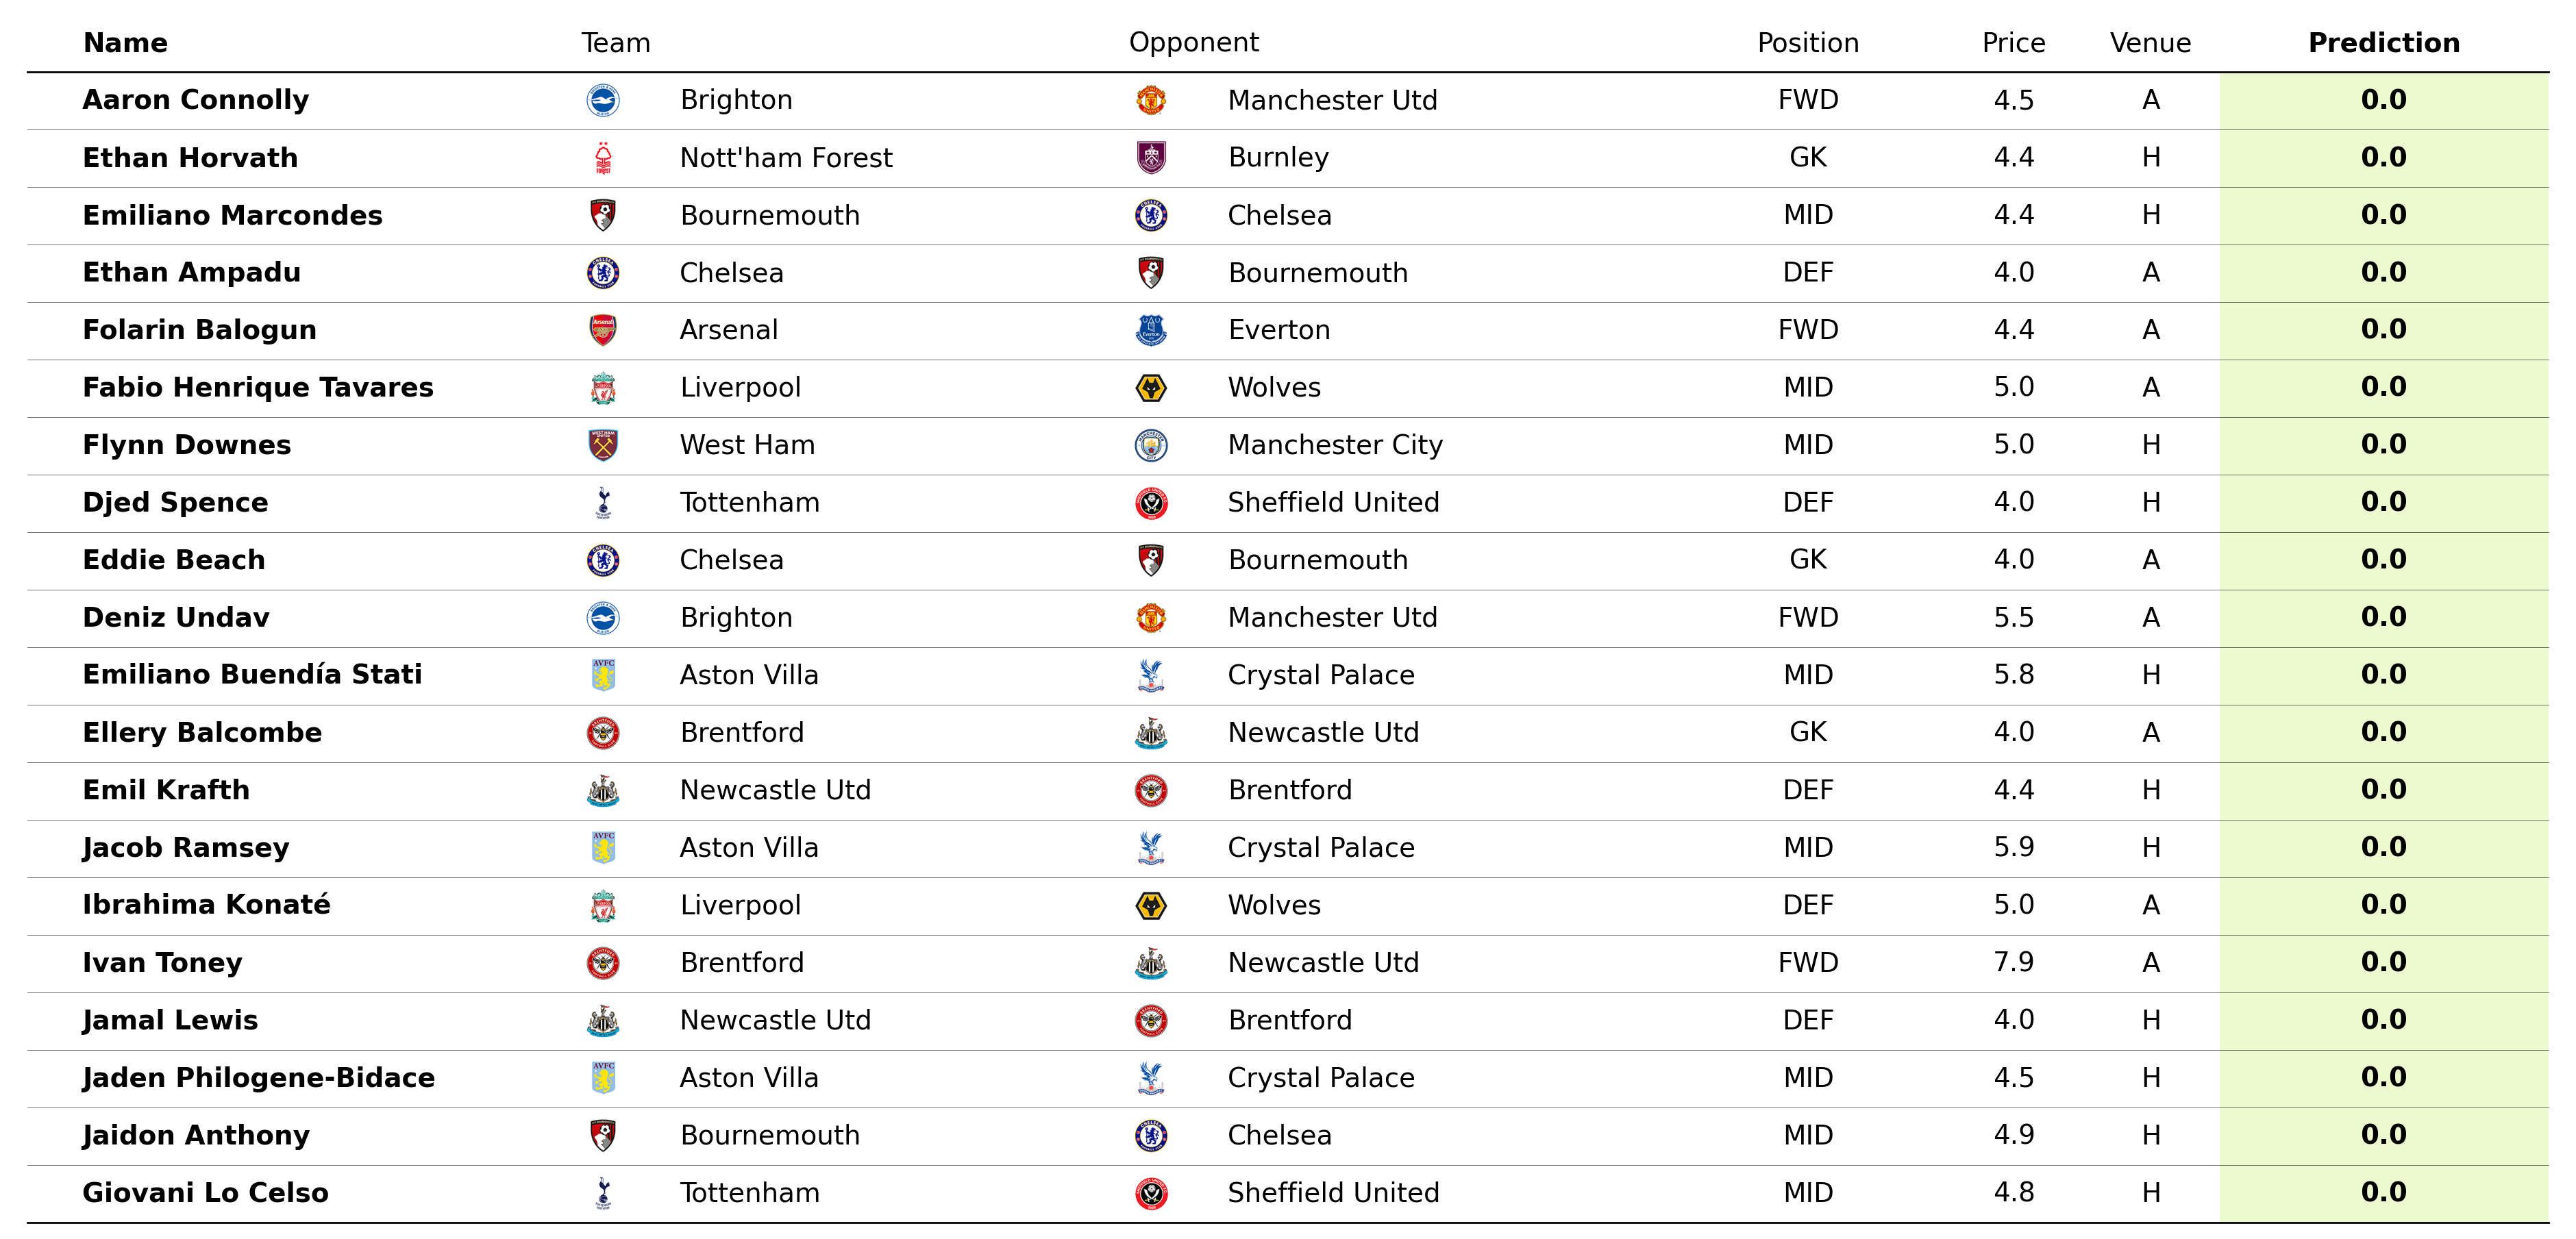 Name Team Opponent Position Price Venue Prediction
Aaron Connolly Brighton Manchester Utd FWD 4.5 A 0.0
Ethan Horvath Nott'ham Forest Burnley GK 4.4 H 0.0
Emiliano Marcondes Bournemouth Chelsea MID 4.4 H 0.0
Ethan Ampadu Chelsea Bournemouth DEF 4.0 A 0.0
Folarin Balogun Arsenal Everton FWD 4.4 A 0.0
Fabio Henrique Tavares Liverpool Wolves MID 5.0 A 0.0
Flynn Downes West Ham Manchester City MID 5.0 H 0.0
Djed Spence Tottenham Sheffield United DEF 4.0 H 0.0
Eddie Beach Chelsea Bournemouth GK 4.0 A 0.0
Deniz Undav Brighton Manchester Utd FWD 5.5 A 0.0
Emiliano Buendía Stati Aston Villa Crystal Palace MID 5.8 H 0.0
Ellery Balcombe Brentford Newcastle Utd GK 4.0 A 0.0
Emil Krafth Newcastle Utd Brentford DEF 4.4 H 0.0
Jacob Ramsey Aston Villa Crystal Palace MID 5.9 H 0.0
Ibrahima Konaté Liverpool Wolves DEF 5.0 A 0.0
Ivan Toney Brentford Newcastle Utd FWD 7.9 A 0.0
Jamal Lewis Newcastle Utd Brentford DEF 4.0 H 0.0
Jaden Philogene-Bidace Aston Villa Crystal Palace MID 4.5 H 0.0
Jaidon Anthony Bournemouth Chelsea MID 4.9 H 0.0
Giovani Lo Celso Tottenham Sheffield United MID 4.8 H 0.0